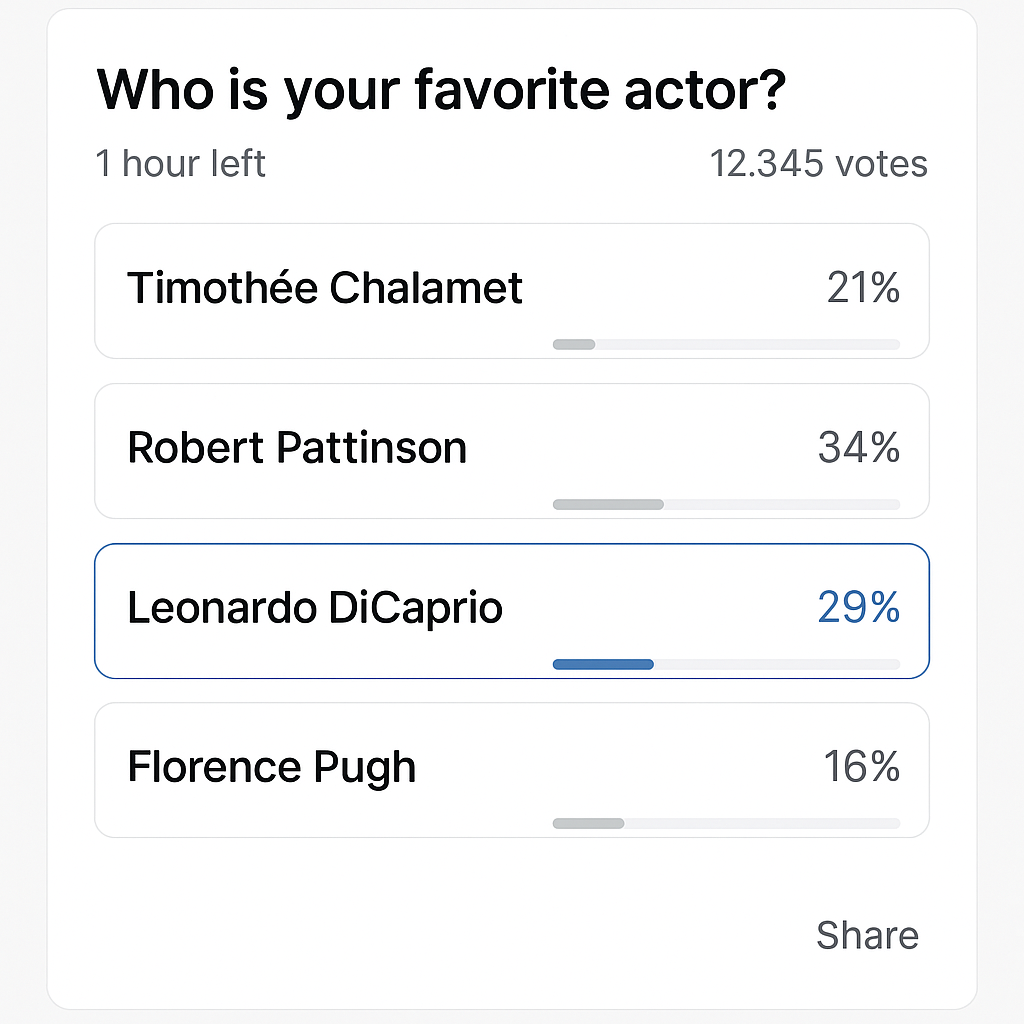 Who is your favorite actor?
1 hour left 12.345 votes
Timothée Chalamet 21%
Robert Pattinson 34%
Leonardo DiCaprio 29%
Florence Pugh 16%
Share